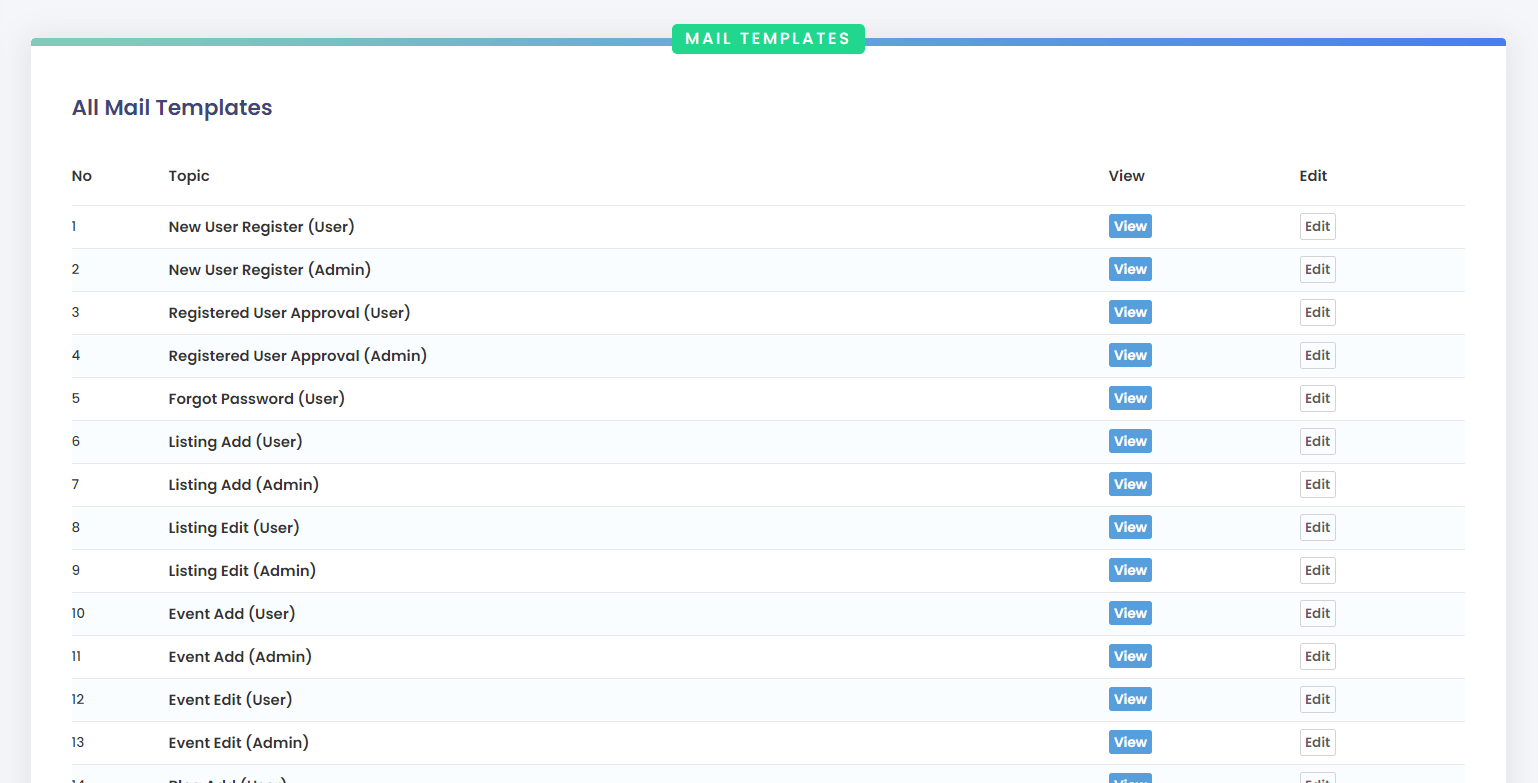 MAIL TEMPLATES
All Mail Templates
No Topic View Edit
1 New User Register (User) View Edit
2 New User Register (Admin) View Edit
3 Registered User Approval (User) View Edit
4 Registered User Approval (Admin) View Edit
5 Forgot Password (User) View Edit
6 Listing Add (User) View Edit
7 Listing Add (Admin) View Edit
8 Listing Edit (User) View Edit
9 Listing Edit (Admin) View Edit
10 Event Add (User) View Edit
11 Event Add (Admin) View Edit
12 Event Edit (User) View Edit
13 Event Edit (Admin) View Edit